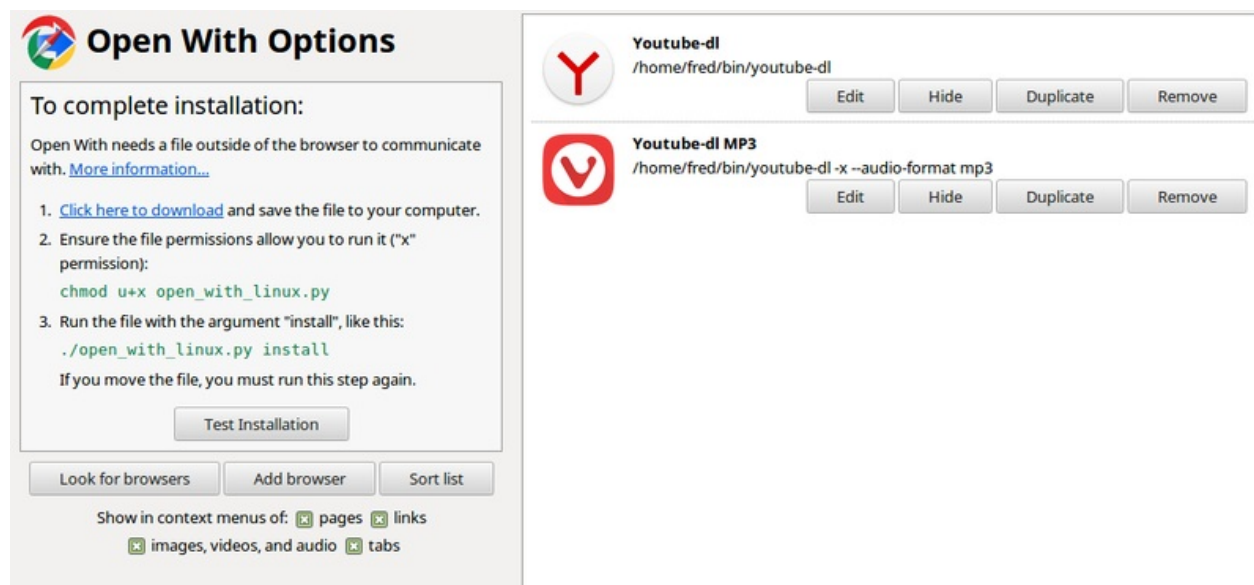 Open With Options
To complete installation:
Open With needs a file outside of the browser to communicate
with. More information...
1. Click here to download and save the file to your computer.
2. Ensure the file permissions allow you to run it ("x"
permission):
chmod u+x open_with_linux.py
3. Run the file with the argument "install", like this:
./open_with_linux.py install
If you move the file, you must run this step again.
Test Installation
Look for browsers Add browser Sort list
Show in context menus of: pages links
images, videos, and audio tabs
Youtube-dl
/home/fred/bin/youtube-dl
Edit Hide Duplicate Remove
Youtube-dl MP3
/home/fred/bin/youtube-dl -x --audio-format mp3
Edit Hide Duplicate Remove